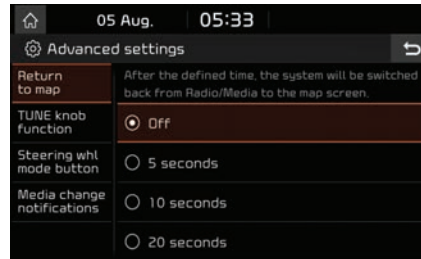 05 Aug. 05:33
Advanced settings
Return
to map
After the defined time, the system will be switched
back from Radio/Media to the map screen.
TUNE knob
function
Off
Steering whl
mode button
5 seconds
Media change
notifications
10 seconds
20 seconds